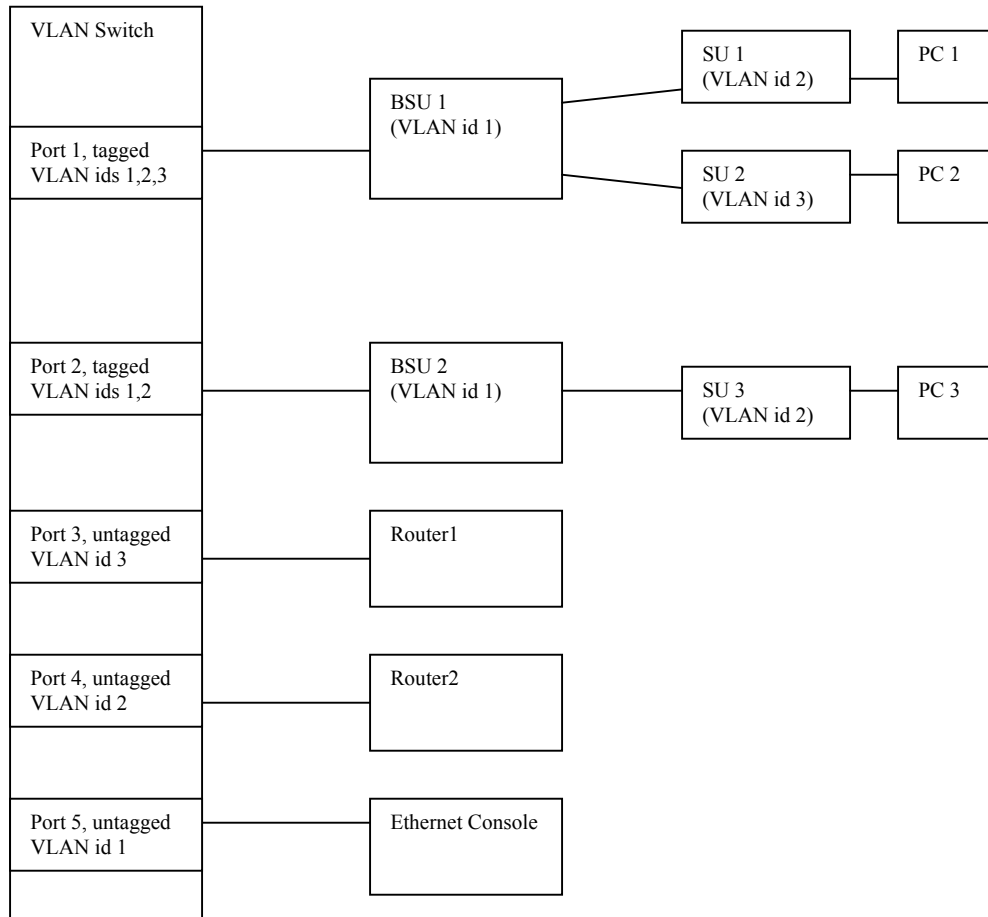 VLAN Switch
Port 1, tagged
VLAN ids 1,2,3
BSU 1
(VLAN id 1)
SU 1
(VLAN id 2)
PC 1
SU 2
(VLAN id 3)
PC 2
Port 2, tagged
VLAN ids 1,2
BSU 2
(VLAN id 1)
SU 3
(VLAN id 2)
PC 3
Port 3, untagged
VLAN id 3
Router1
Port 4, untagged
VLAN id 2
Router2
Port 5, untagged
VLAN id 1
Ethernet Console